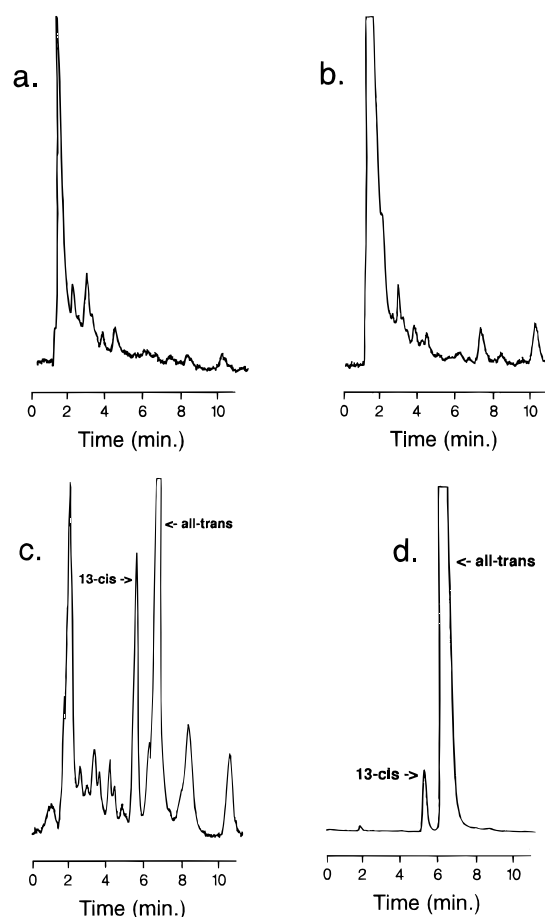 a.
b.
0 2 4 6 8 10
Time (min.)
0 2 4 6 8 10
Time (min.)
c.
<- all-trans
13-cis ->
d.
<- all-trans
13-cis ->
0 2 4 6 8 10
Time (min.)
0 2 4 6 8 10
Time (min.)